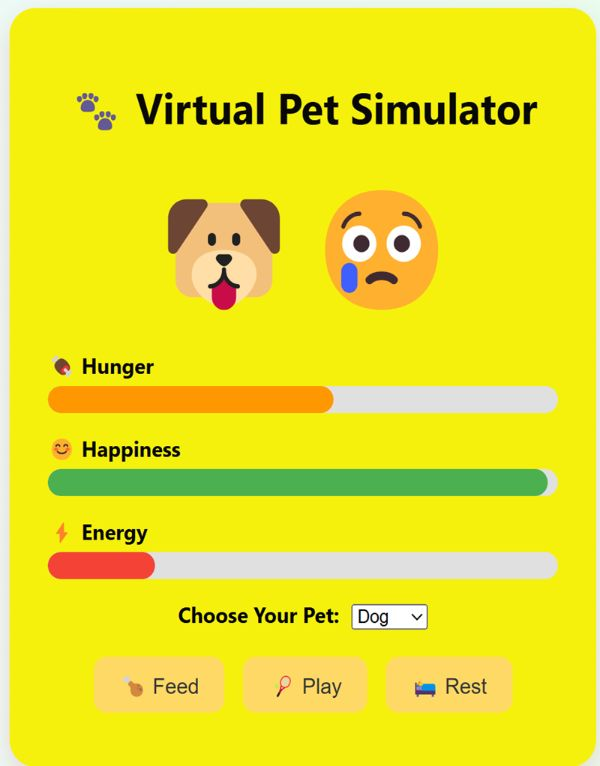 Virtual Pet Simulator
Hunger
Happiness
Energy
Choose Your Pet: Dog
Feed Play Rest